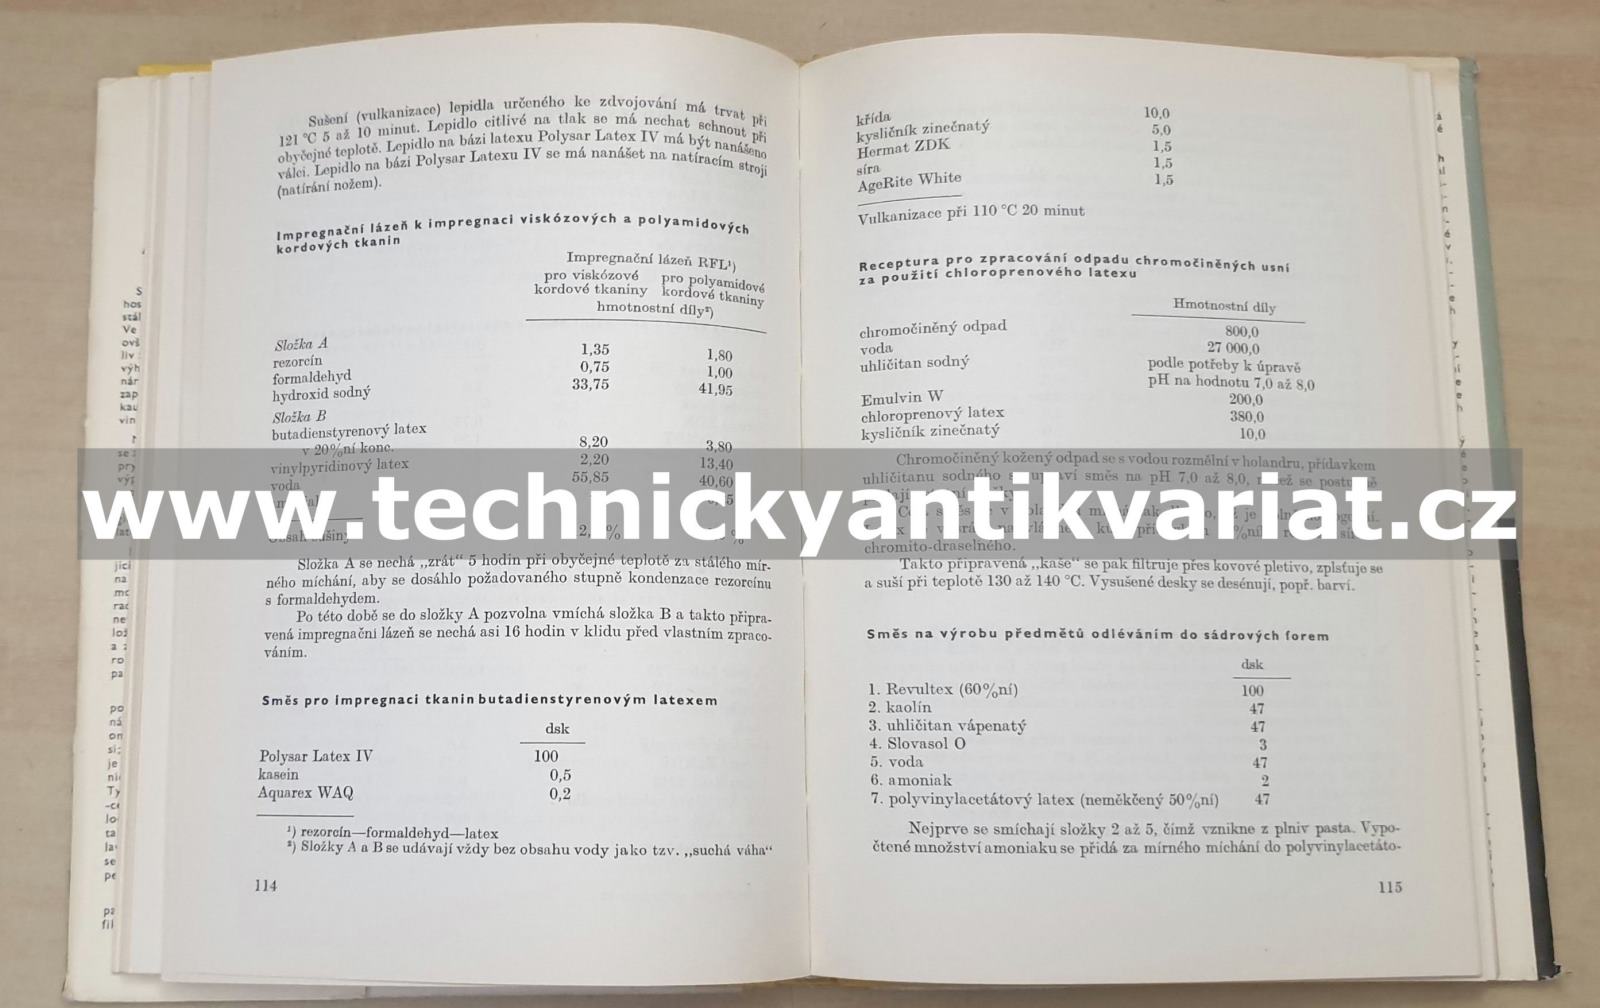 Sušení (vulkanizace) lepidla určeného ke zdvojování má trvat při
121 °C 5 až 10 minut. Lepidlo citlivé na tlak se má nechat schnout při
obyčejné teplotě. Lepidlo na bázi latexu Polysar Latex IV má být nanášeno
válci. Lepidlo na bázi Polysar Latexu IV se má nanášet na natíracím stroji
(natírání nožem).
Impregnační lázeň k impregnaci viskózových a polyamidových
kordových tkanin
Impregnační lázeň RFL¹)
pro viskózové pro polyamidové
kordové tkaniny kordové tkaniny
hmotnostní díly²)
Složka A
rezorcín 1,35 1,80
formaldehyd 0,75 1,00
hydroxid sodný 33,75 41,95
Složka B
butadienstyrenový latex
v 20%ní konc. 8,20 3,80
vinylpyridinový latex 2,20 13,40
voda 55,85 40,60
Složka A se nechá „zrát“ 5 hodin při obyčejné teplotě za stálého mír-
ného míchání, aby se dosáhlo požadovaného stupně kondenzace rezorcínu
s formaldehydem.
Po této době se do složky A pozvolna vmíchá složka B a takto připra-
vená impregnační lázeň se nechá asi 16 hodin v klidu před vlastním zpraco-
váním.
Směs pro impregnaci tkanin butadienstyrenovým latexem
dsk
Polysar Latex IV 100
kasein 0,5
Aquarex WAQ 0,2
¹) rezorcín—formaldehyd—latex
²) Složky A a B se udávají vždy bez obsahu vody jako tzv. „suchá váha“
114
křída 10,0
kysličník zinečnatý 5,0
Hermat ZDK 1,5
síra 1,5
AgeRite White 1,5
Vulkanizace při 110 °C 20 minut
Receptura pro zpracování odpadu chromočiněných usní
za použití chloroprenového latexu
Hmotnostní díly
chromočiněný odpad 800,0
voda 27 000,0
uhličitan sodný podle potřeby k úpravě
pH na hodnotu 7,0 až 8,0
Emulvin W 200,0
chloroprenový latex 380,0
kysličník zinečnatý 10,0
Chromočiněný kožený odpad se s vodou rozmělní v holandru, přídavkem
uhličitanu sodného se upraví směs na pH 7,0 až 8,0, načež se postupně
chromito-draselného.
Takto připravená „kaše“ se pak filtruje přes kovové pletivo, zplsťuje se
a suší při teplotě 130 až 140 °C. Vysušené desky se desénují, popř. barví.
Směs na výrobu předmětů odléváním do sádrových forem
dsk
1. Revultex (60%ní) 100
2. kaolín 47
3. uhličitan vápenatý 47
4. Slovasol O 3
5. voda 47
6. amoniak 2
7. polyvinylacetátový latex (neměkčený 50%ní) 47
Nejprve se smíchají složky 2 až 5, čímž vznikne z plniv pasta. Vypo-
čtené množství amoniaku se přidá za mírného míchání do polyvinylacetáto-
115
www.technickyantikvariat.cz